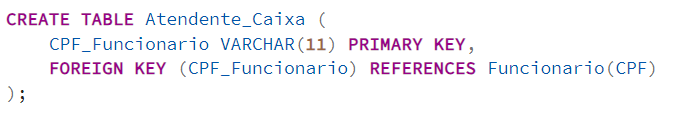 CREATE TABLE Atendente_Caixa (
    CPF_Funcionario VARCHAR(11) PRIMARY KEY,
    FOREIGN KEY (CPF_Funcionario) REFERENCES Funcionario(CPF)
);